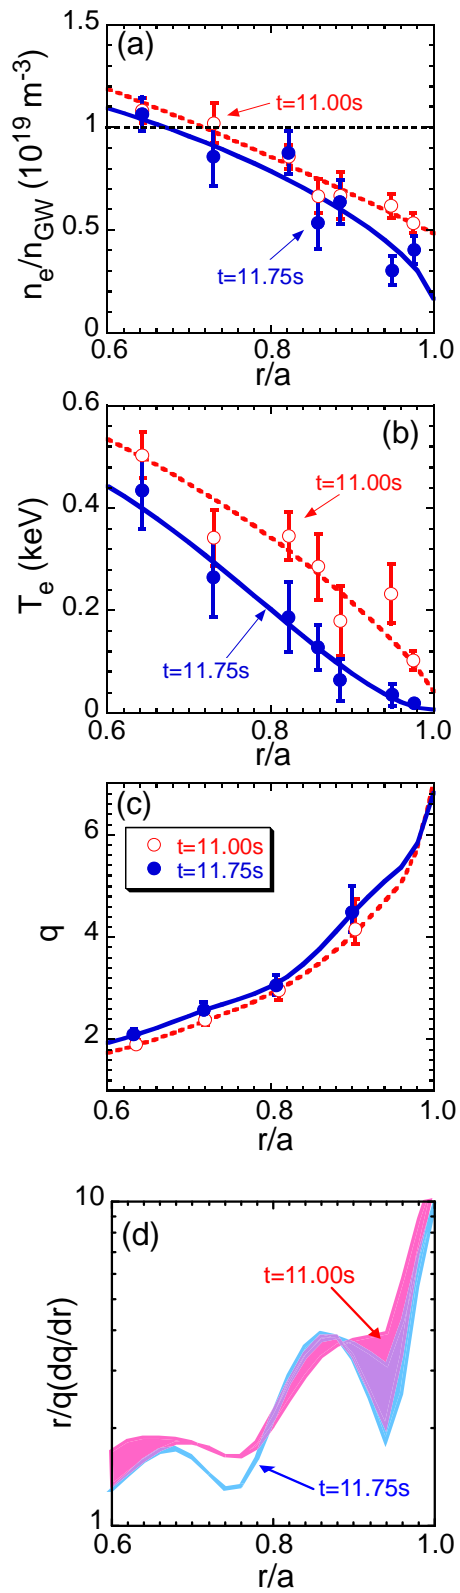 (a)
1.5
1
0.5
0
n_e/n_GW (10^19 m^-3)
t=11.00s
t=11.75s
0.6 0.8 1.0
r/a
(b)
0.6
0.4
0.2
0
T_e (keV)
t=11.00s
t=11.75s
0.6 0.8 1.0
r/a
(c)
6
4
2
q
t=11.00s
t=11.75s
0.6 0.8 1.0
r/a
(d)
10
1
r/q(dq/dr)
t=11.00s
t=11.75s
0.6 0.8 1.0
r/a